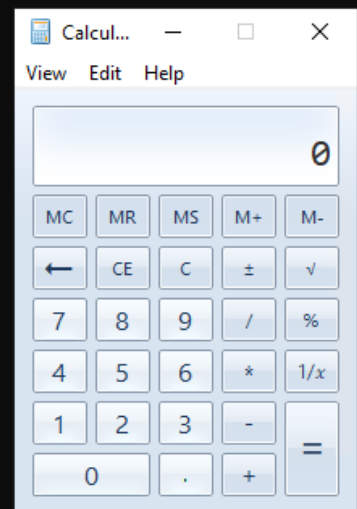 Calcul...
View Edit Help
0
MC MR MS M+ M-
← CE C ± √
7 8 9 / %
4 5 6 * 1/x
1 2 3 - =
0 . +